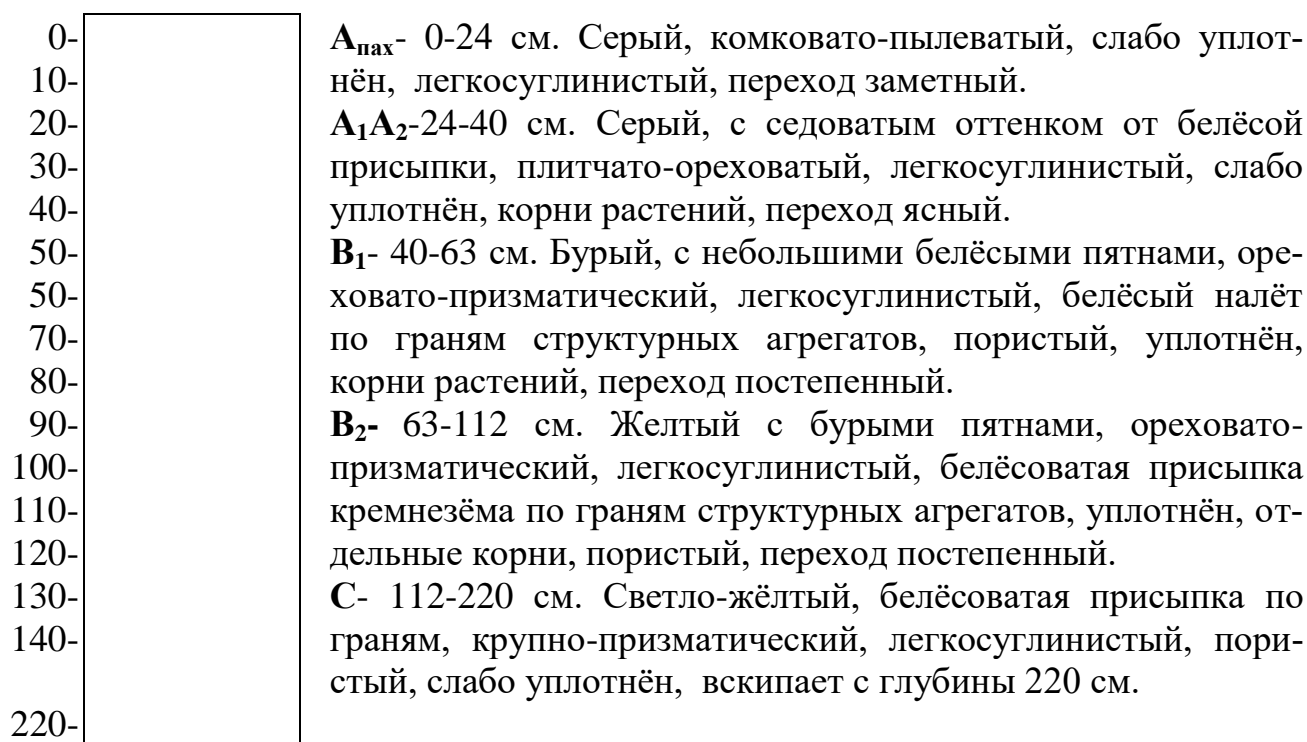 0- Aпах- 0-24 см. Серый, комковато-пылеватый, слабо уплот-
10- нён, легкосуглинистый, переход заметный.
20- A1A2-24-40 см. Серый, с седоватым оттенком от белёсой
30- присыпки, плитчато-ореховатый, легкосуглинистый, слабо
40- уплотнён, корни растений, переход ясный.
50- B1- 40-63 см. Бурый, с небольшими белёсыми пятнами, оре-
50- ховато-призматический, легкосуглинистый, белёсый налёт
70- по граням структурных агрегатов, пористый, уплотнён,
80- корни растений, переход постепенный.
90- B2- 63-112 см. Желтый с бурыми пятнами, ореховато-
100- призматический, легкосуглинистый, белёсоватая присыпка
110- кремнезёма по граням структурных агрегатов, уплотнён, от-
120- дельные корни, пористый, переход постепенный.
130- С- 112-220 см. Светло-жёлтый, белёсоватая присыпка по
140- граням, крупно-призматический, легкосуглинистый, пори-
стый, слабо уплотнён, вскипает с глубины 220 см.
220-